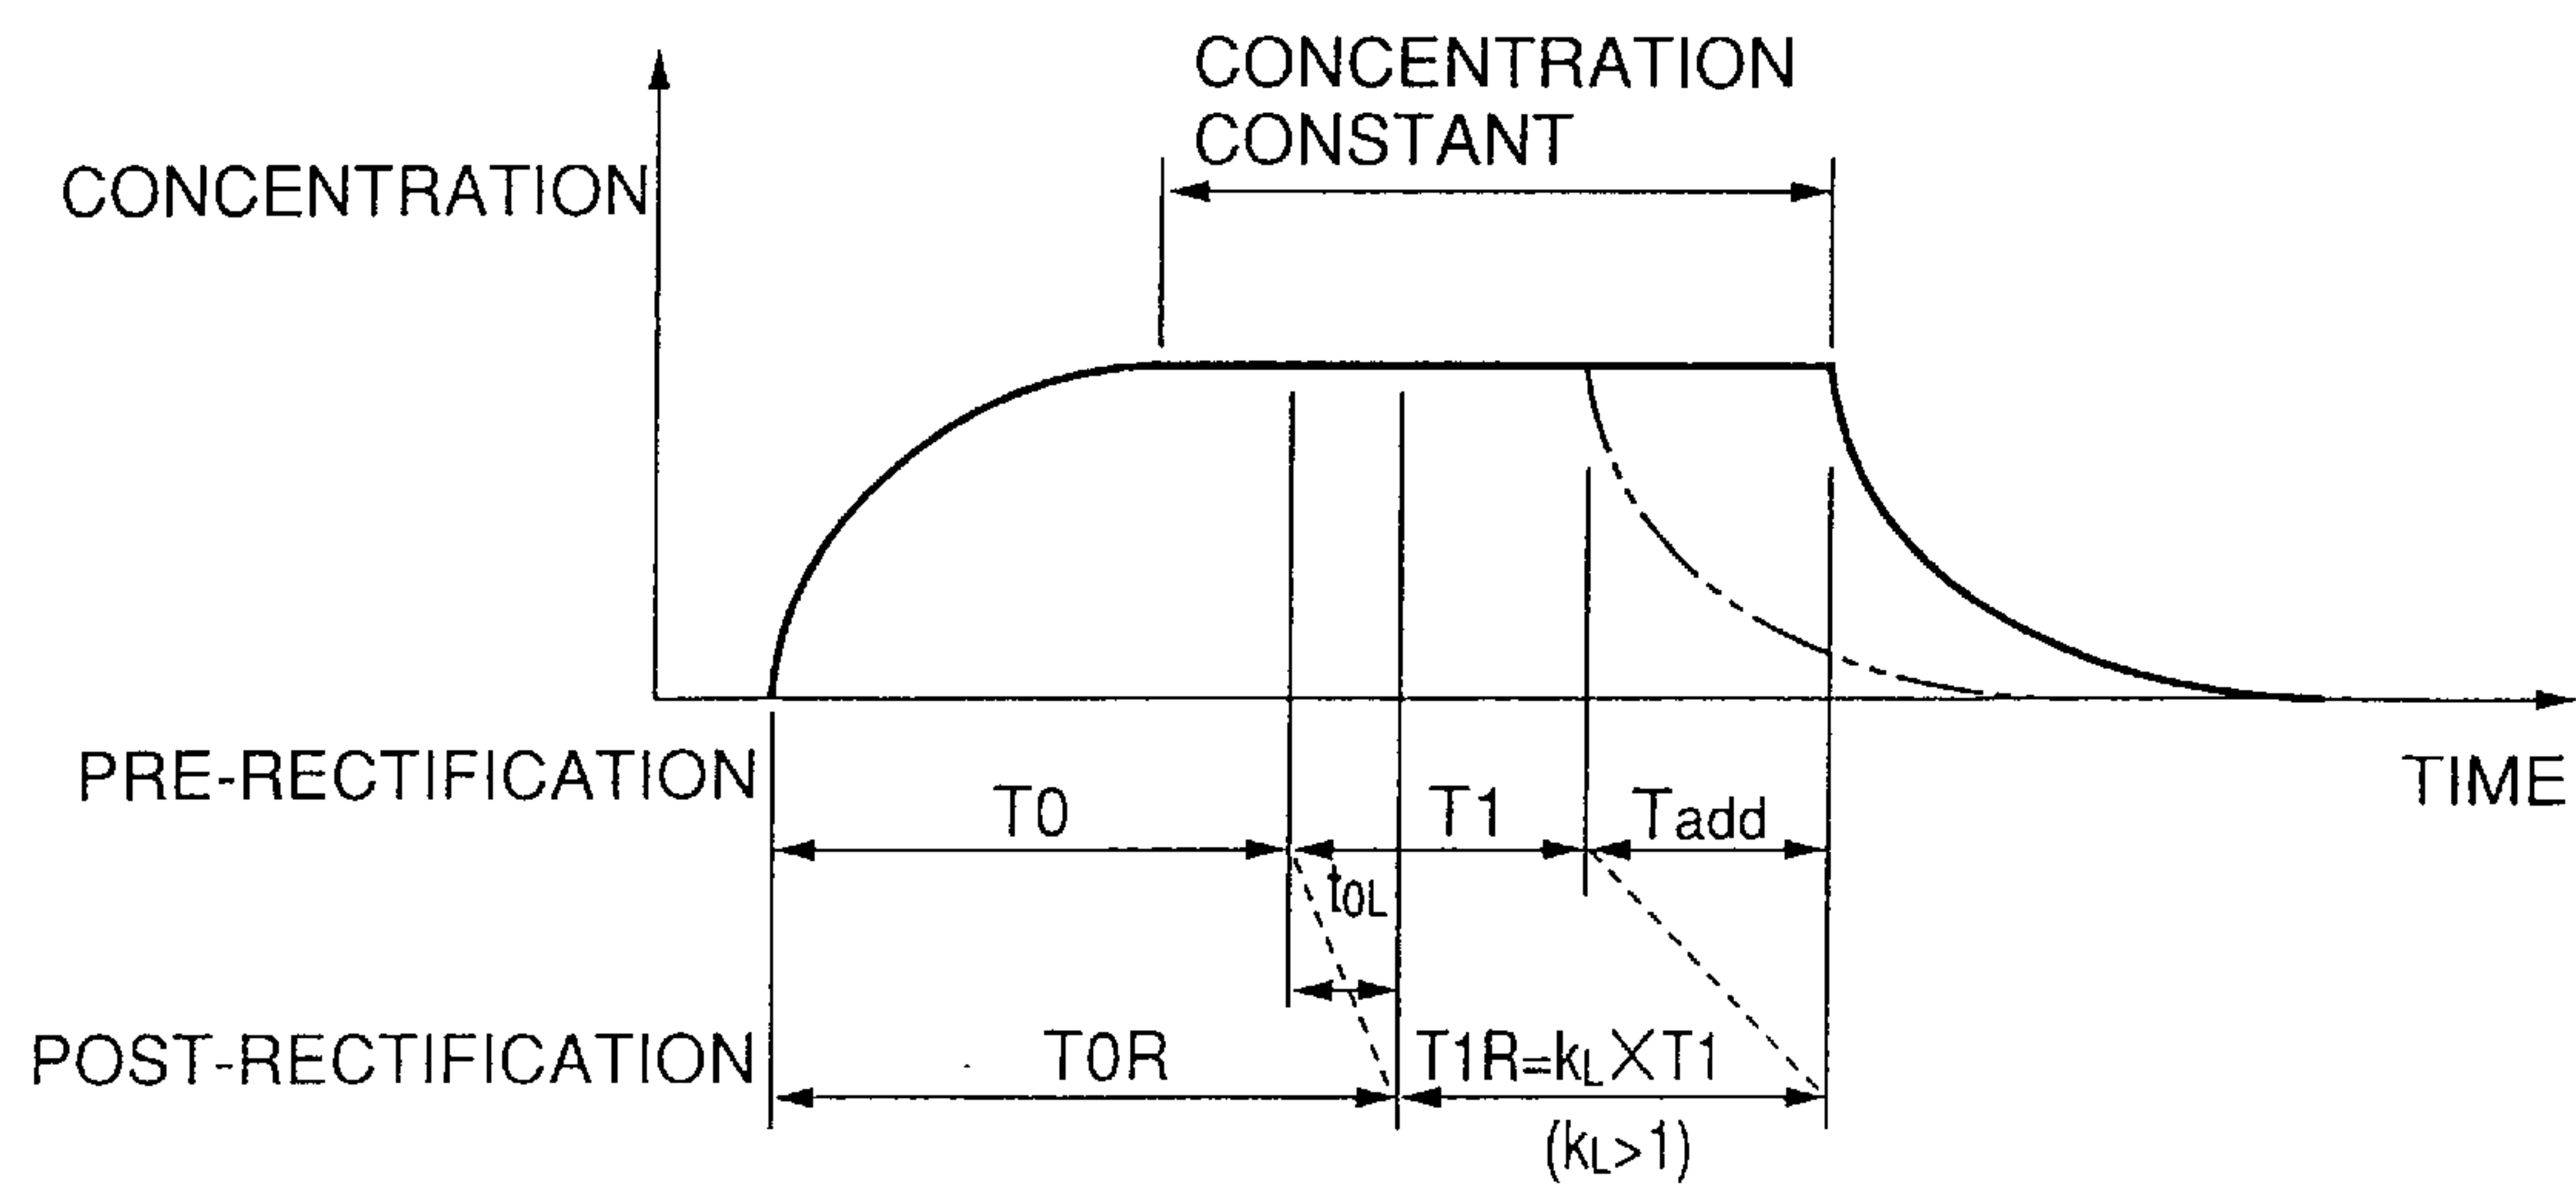 CONCENTRATION
CONSTANT
CONCENTRATION
PRE-RECTIFICATION
TIME
T0
T1
Tadd
t0L
POST-RECTIFICATION
T0R
T1R=kL×T1
(kL>1)